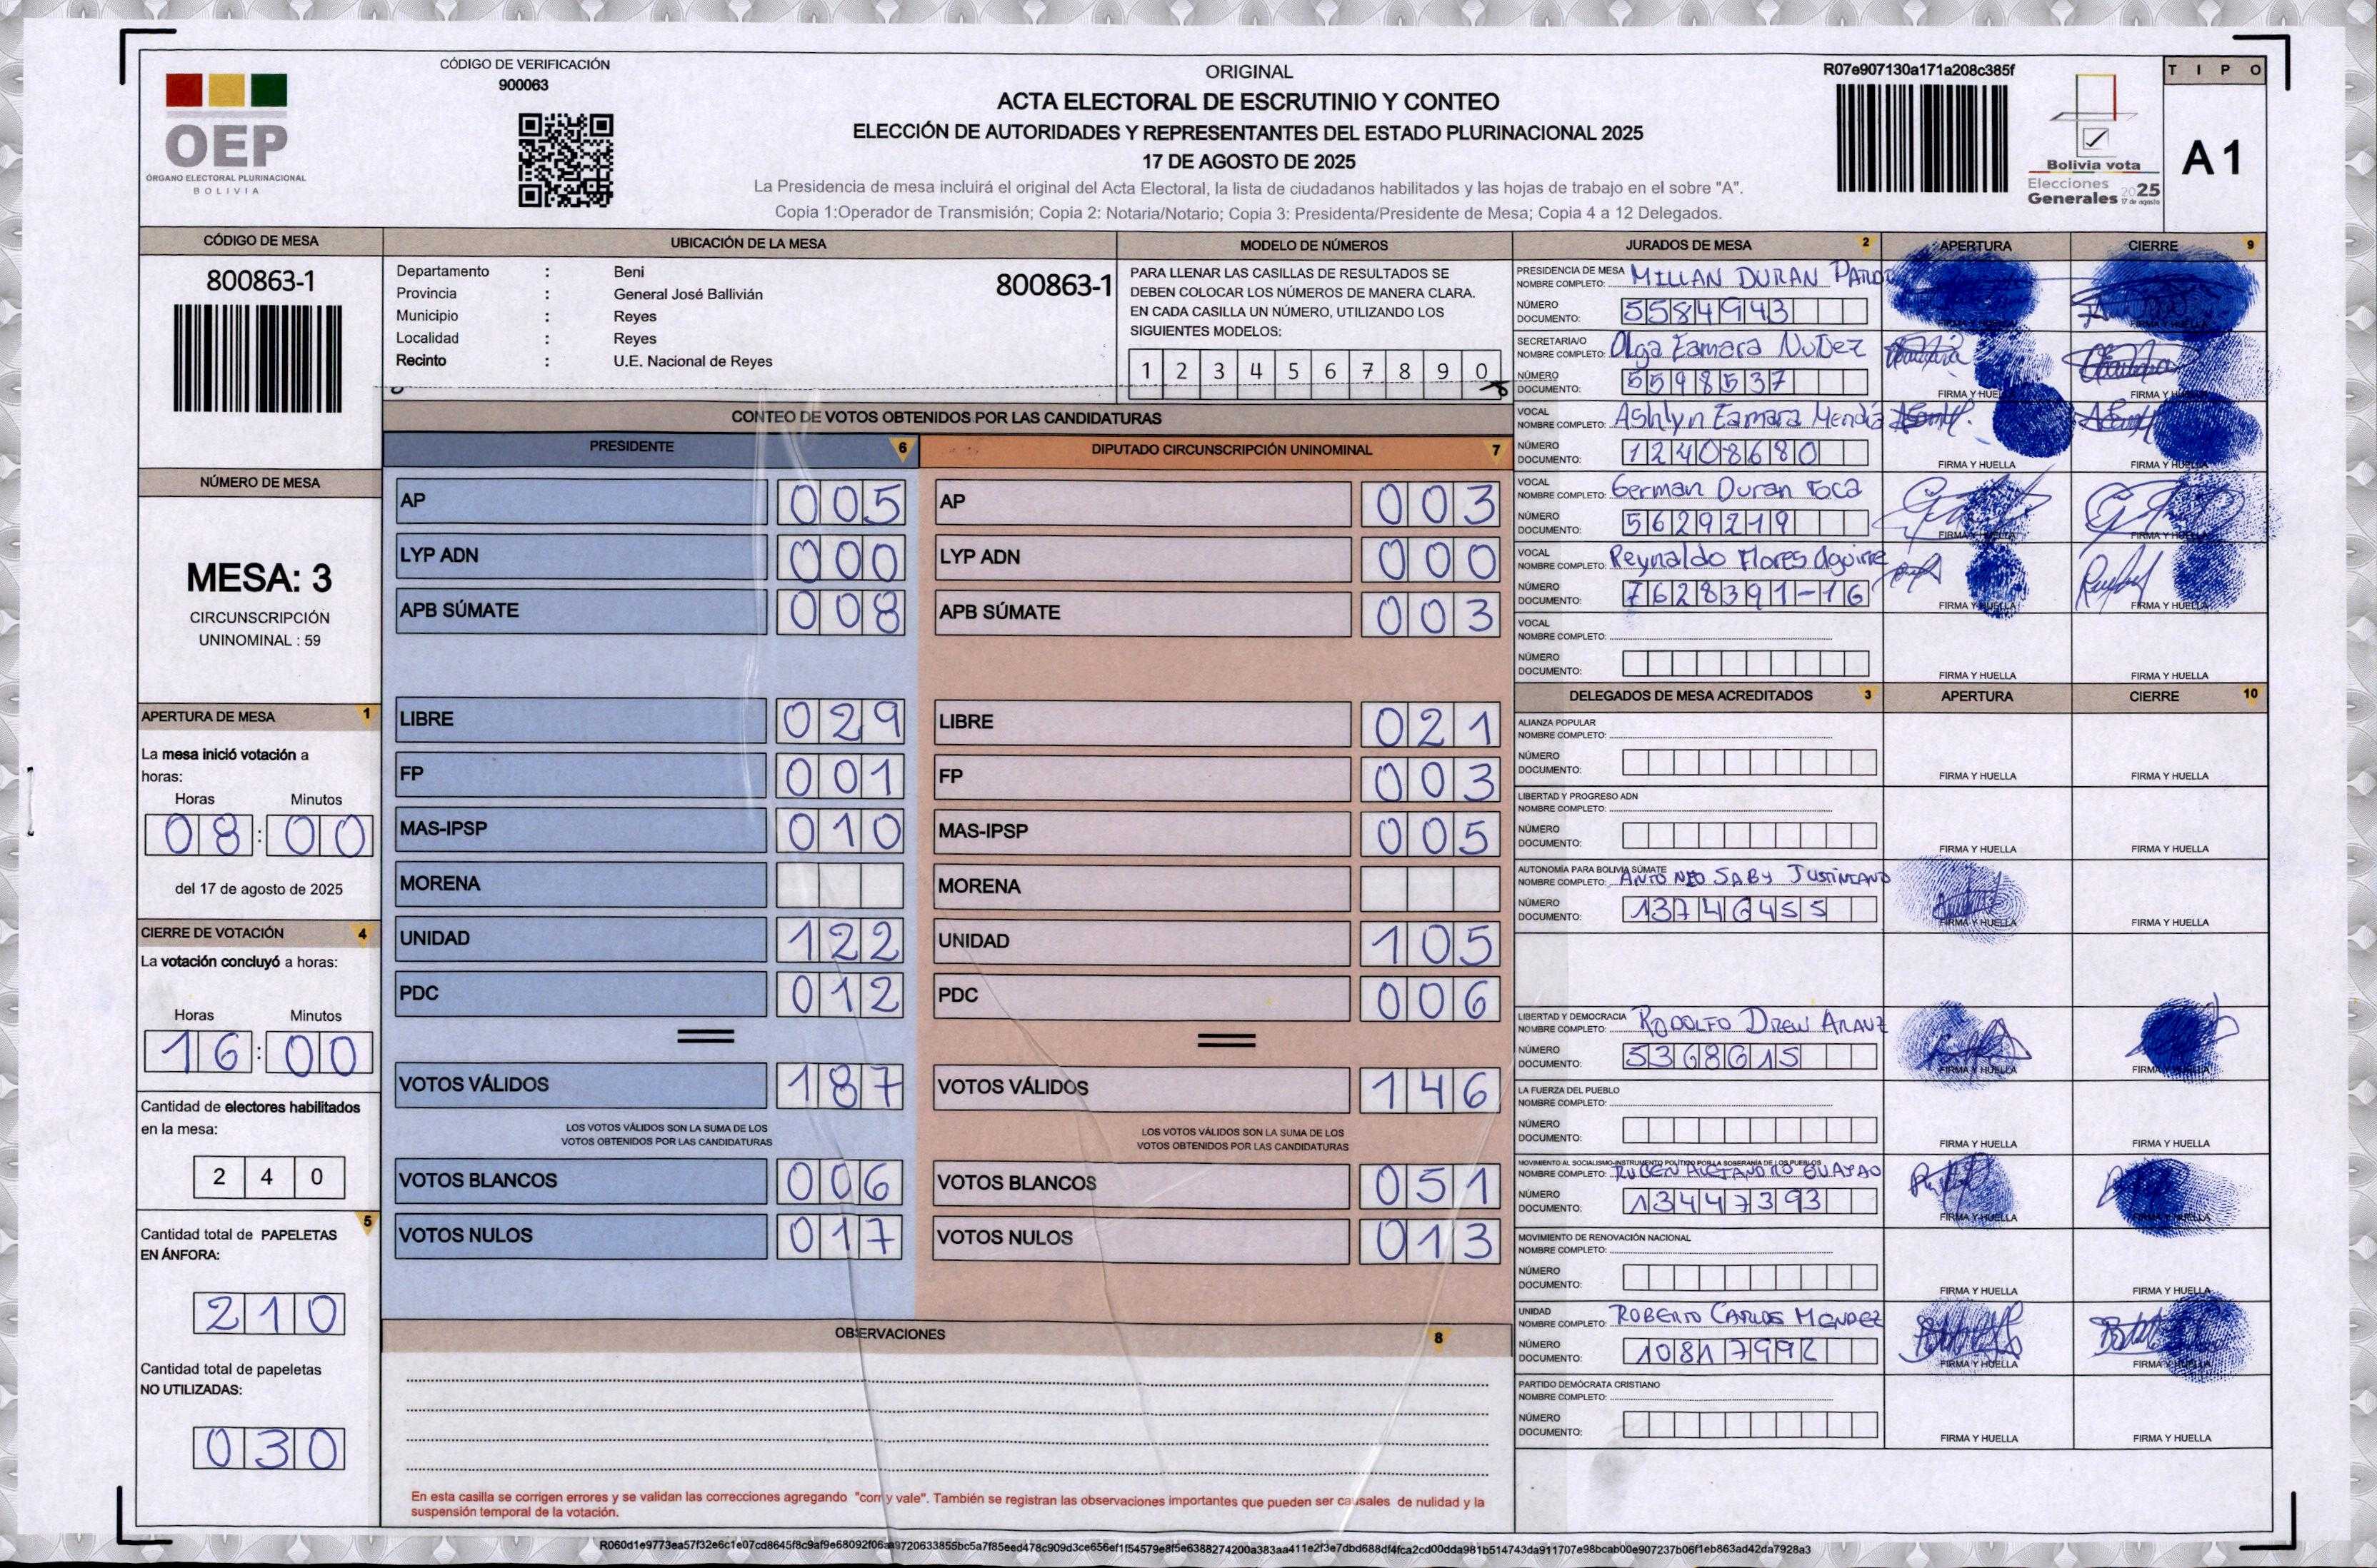 CÓDIGO DE VERIFICACIÓN
900063
OEP
ÓRGANO ELECTORAL PLURINACIONAL
BOLIVIA
ORIGINAL
ACTA ELECTORAL DE ESCRUTINIO Y CONTEO
ELECCIÓN DE AUTORIDADES Y REPRESENTANTES DEL ESTADO PLURINACIONAL 2025
17 DE AGOSTO DE 2025
La Presidencia de mesa incluirá el original del Acta Electoral, la lista de ciudadanos habilitados y las hojas de trabajo en el sobre "A".
Copia 1:Operador de Transmisión; Copia 2: Notaria/Notario; Copia 3: Presidenta/Presidente de Mesa; Copia 4 a 12 Delegados.
R07e907130a171a208c385f
Bolivia vota
Elecciones
Generales 2025
17 de agosto
TIPO
A1
CÓDIGO DE MESA
800863-1
NÚMERO DE MESA
MESA: 3
CIRCUNSCRIPCIÓN
UNINOMINAL : 59
APERTURA DE MESA 1
La mesa inició votación a
horas:
Horas Minutos
08:00
del 17 de agosto de 2025
CIERRE DE VOTACIÓN 4
La votación concluyó a horas:
Horas Minutos
16:00
Cantidad de electores habilitados
en la mesa:
240
Cantidad total de PAPELETAS 5
EN ÁNFORA:
210
Cantidad total de papeletas
NO UTILIZADAS:
030
UBICACIÓN DE LA MESA
Departamento : Beni
800863-1
Provincia : General José Ballivián
Municipio : Reyes
Localidad : Reyes
Recinto : U.E. Nacional de Reyes
MODELO DE NÚMEROS
PARA LLENAR LAS CASILLAS DE RESULTADOS SE
DEBEN COLOCAR LOS NÚMEROS DE MANERA CLARA.
EN CADA CASILLA UN NÚMERO, UTILIZANDO LOS
SIGUIENTES MODELOS:
1 2 3 4 5 6 7 8 9 0
CONTEO DE VOTOS OBTENIDOS POR LAS CANDIDATURAS
PRESIDENTE 6
AP 005
LYP ADN 000
APB SÚMATE 008
LIBRE 029
FP 001
MAS-IPSP 010
MORENA
UNIDAD 122
PDC 012
VOTOS VÁLIDOS 187
LOS VOTOS VÁLIDOS SON LA SUMA DE LOS
VOTOS OBTENIDOS POR LAS CANDIDATURAS
VOTOS BLANCOS 006
VOTOS NULOS 017
DIPUTADO CIRCUNSCRIPCIÓN UNINOMINAL 7
AP 003
LYP ADN 000
APB SÚMATE 003
LIBRE 021
FP 003
MAS-IPSP 005
MORENA
UNIDAD 105
PDC 006
VOTOS VÁLIDOS 146
LOS VOTOS VÁLIDOS SON LA SUMA DE LOS
VOTOS OBTENIDOS POR LAS CANDIDATURAS
VOTOS BLANCOS 051
VOTOS NULOS 013
OBSERVACIONES 8
En esta casilla se corrigen errores y se validan las correcciones agregando "corr y vale". También se registran las observaciones importantes que pueden ser causales de nulidad y la
suspensión temporal de la votación.
JURADOS DE MESA 2 APERTURA CIERRE 9
PRESIDENCIA DE MESA
NOMBRE COMPLETO: MILLAN DURAN
NÚMERO
DOCUMENTO: 5584943
FIRMA Y HUELLA FIRMA Y HUELLA
SECRETARIA/O
NOMBRE COMPLETO: Olga Eamara Nuñez
NÚMERO
DOCUMENTO: 5598537
FIRMA Y HUELLA FIRMA Y HUELLA
VOCAL
NOMBRE COMPLETO: Ashlyn Eamara Mendia
NÚMERO
DOCUMENTO: 12408680
FIRMA Y HUELLA FIRMA Y HUELLA
VOCAL
NOMBRE COMPLETO: German Duran Roca
NÚMERO
DOCUMENTO: 5629219
FIRMA Y HUELLA FIRMA Y HUELLA
VOCAL
NOMBRE COMPLETO: Reynaldo Flores Aguirre
NÚMERO
DOCUMENTO: 7628391-16
FIRMA Y HUELLA FIRMA Y HUELLA
VOCAL
NOMBRE COMPLETO:
NÚMERO
DOCUMENTO:
FIRMA Y HUELLA FIRMA Y HUELLA
DELEGADOS DE MESA ACREDITADOS 3 APERTURA CIERRE 10
ALIANZA POPULAR
NOMBRE COMPLETO:
NÚMERO
DOCUMENTO:
FIRMA Y HUELLA FIRMA Y HUELLA
LIBERTAD Y PROGRESO ADN
NOMBRE COMPLETO:
NÚMERO
DOCUMENTO:
FIRMA Y HUELLA FIRMA Y HUELLA
AUTONOMÍA PARA BOLIVIA SÚMATE
NOMBRE COMPLETO: ANTONIO SABY JUSTINIANO
NÚMERO
DOCUMENTO: 13746455
FIRMA Y HUELLA FIRMA Y HUELLA
LIBERTAD Y DEMOCRACIA
NOMBRE COMPLETO: RODOLFO DREW ARAUZ
NÚMERO
DOCUMENTO: 5368615
FIRMA Y HUELLA FIRMA Y HUELLA
LA FUERZA DEL PUEBLO
NOMBRE COMPLETO:
NÚMERO
DOCUMENTO:
FIRMA Y HUELLA FIRMA Y HUELLA
MOVIMIENTO AL SOCIALISMO-INSTRUMENTO POLÍTICO POR LA SOBERANÍA DE LOS PUEBLOS
NOMBRE COMPLETO: RUBEN ALEJANDRO GUAYAO
NÚMERO
DOCUMENTO: 13447393
FIRMA Y HUELLA FIRMA Y HUELLA
MOVIMIENTO DE RENOVACIÓN NACIONAL
NOMBRE COMPLETO:
NÚMERO
DOCUMENTO:
FIRMA Y HUELLA FIRMA Y HUELLA
UNIDAD
NOMBRE COMPLETO: ROBERTO CARLOS MENDEZ
NÚMERO
DOCUMENTO: 10817992
FIRMA Y HUELLA FIRMA Y HUELLA
PARTIDO DEMÓCRATA CRISTIANO
NOMBRE COMPLETO:
NÚMERO
DOCUMENTO:
FIRMA Y HUELLA FIRMA Y HUELLA